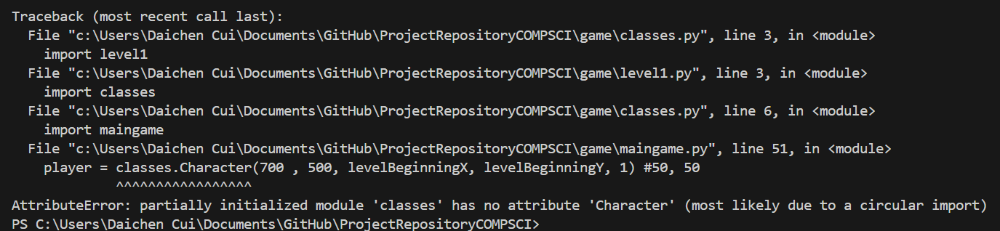 Traceback (most recent call last):
  File "c:\Users\Daichen Cui\Documents\GitHub\ProjectRepositoryCOMPSCI\game\classes.py", line 3, in <module>
    import level1
  File "c:\Users\Daichen Cui\Documents\GitHub\ProjectRepositoryCOMPSCI\game\level1.py", line 3, in <module>
    import classes
  File "c:\Users\Daichen Cui\Documents\GitHub\ProjectRepositoryCOMPSCI\game\classes.py", line 6, in <module>
    import maingame
  File "c:\Users\Daichen Cui\Documents\GitHub\ProjectRepositoryCOMPSCI\game\maingame.py", line 51, in <module>
    player = classes.Character(700 , 500, levelBeginningX, levelBeginningY, 1) #50, 50
             ^^^^^^^^^^^^^^^^^
AttributeError: partially initialized module 'classes' has no attribute 'Character' (most likely due to a circular import)
PS C:\Users\Daichen Cui\Documents\GitHub\ProjectRepositoryCOMPSCI>